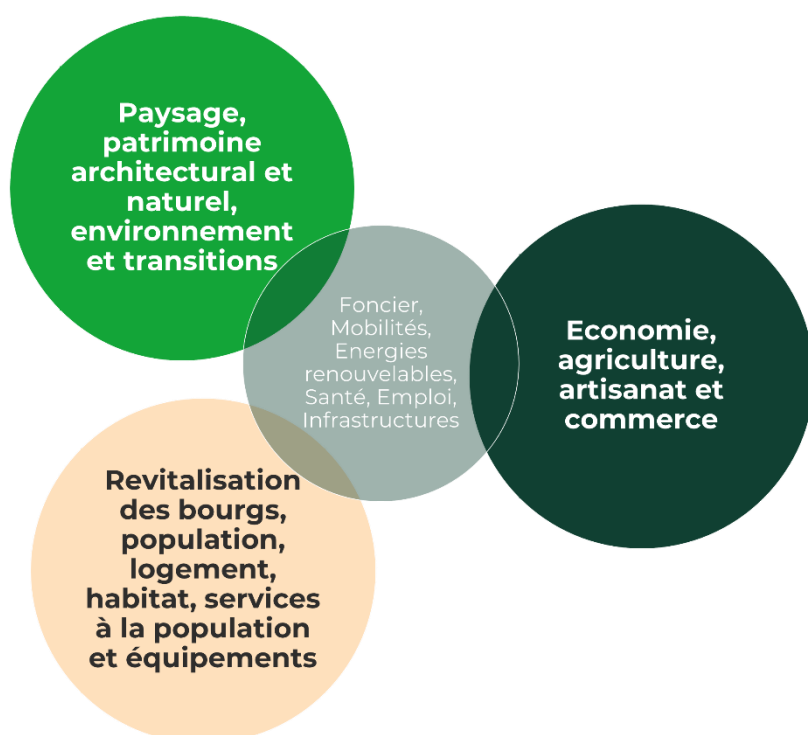 Paysage,
patrimoine
architectural et
naturel,
environnement
et transitions
Foncier,
Mobilités,
Energies
renouvelables,
Santé, Emploi,
Infrastructures
Economie,
agriculture,
artisanat et
commerce
Revitalisation
des bourgs,
population,
logement,
habitat, services
à la population
et équipements